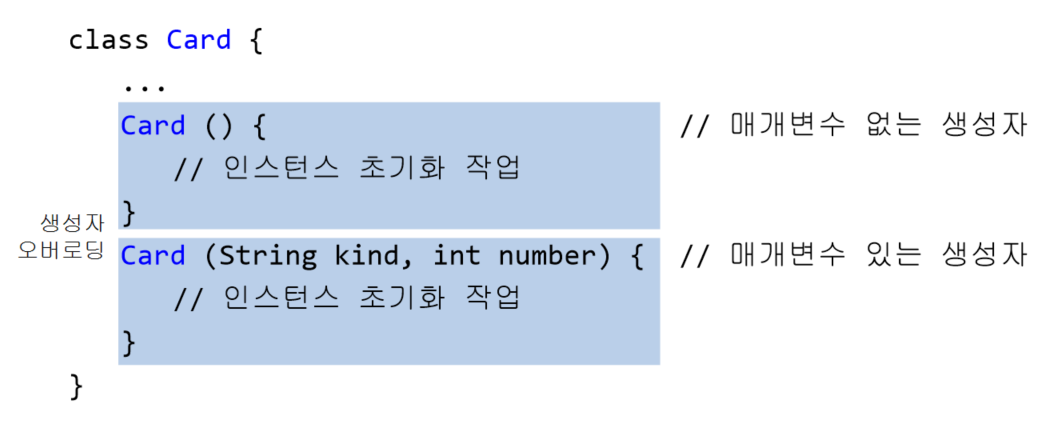 class Card {
...
Card () { // 매개변수 없는 생성자
// 인스턴스 초기화 작업
}
생성자
오버로딩
Card (String kind, int number) { // 매개변수 있는 생성자
// 인스턴스 초기화 작업
}
}